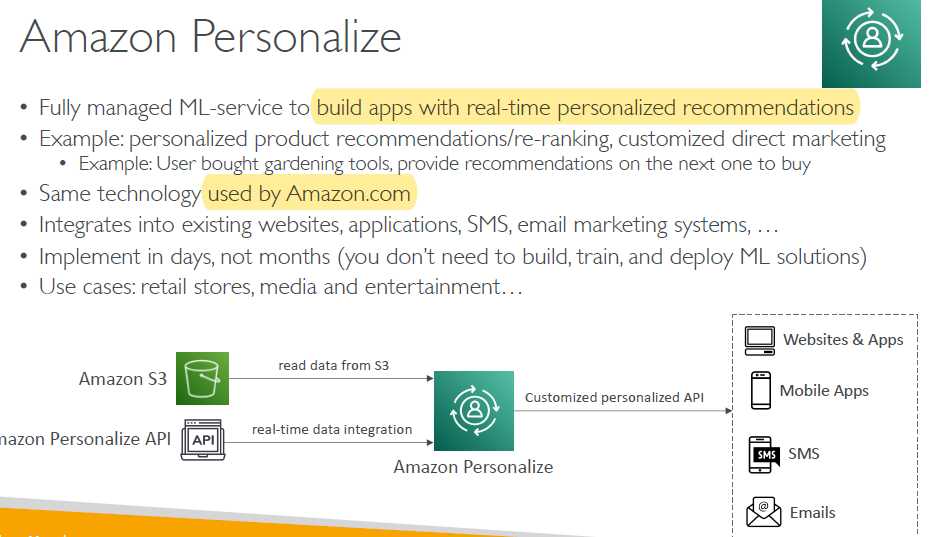 Amazon Personalize
• Fully managed ML-service to build apps with real-time personalized recommendations
• Example: personalized product recommendations/re-ranking, customized direct marketing
• Example: User bought gardening tools, provide recommendations on the next one to buy
• Same technology used by Amazon.com
• Integrates into existing websites, applications, SMS, email marketing systems, …
• Implement in days, not months (you don't need to build, train, and deploy ML solutions)
• Use cases: retail stores, media and entertainment…
Amazon S3
read data from S3
mazon Personalize API
API
real-time data integration
Amazon Personalize
Customized personalized API
Websites & Apps
Mobile Apps
SMS
SMS
@
Emails